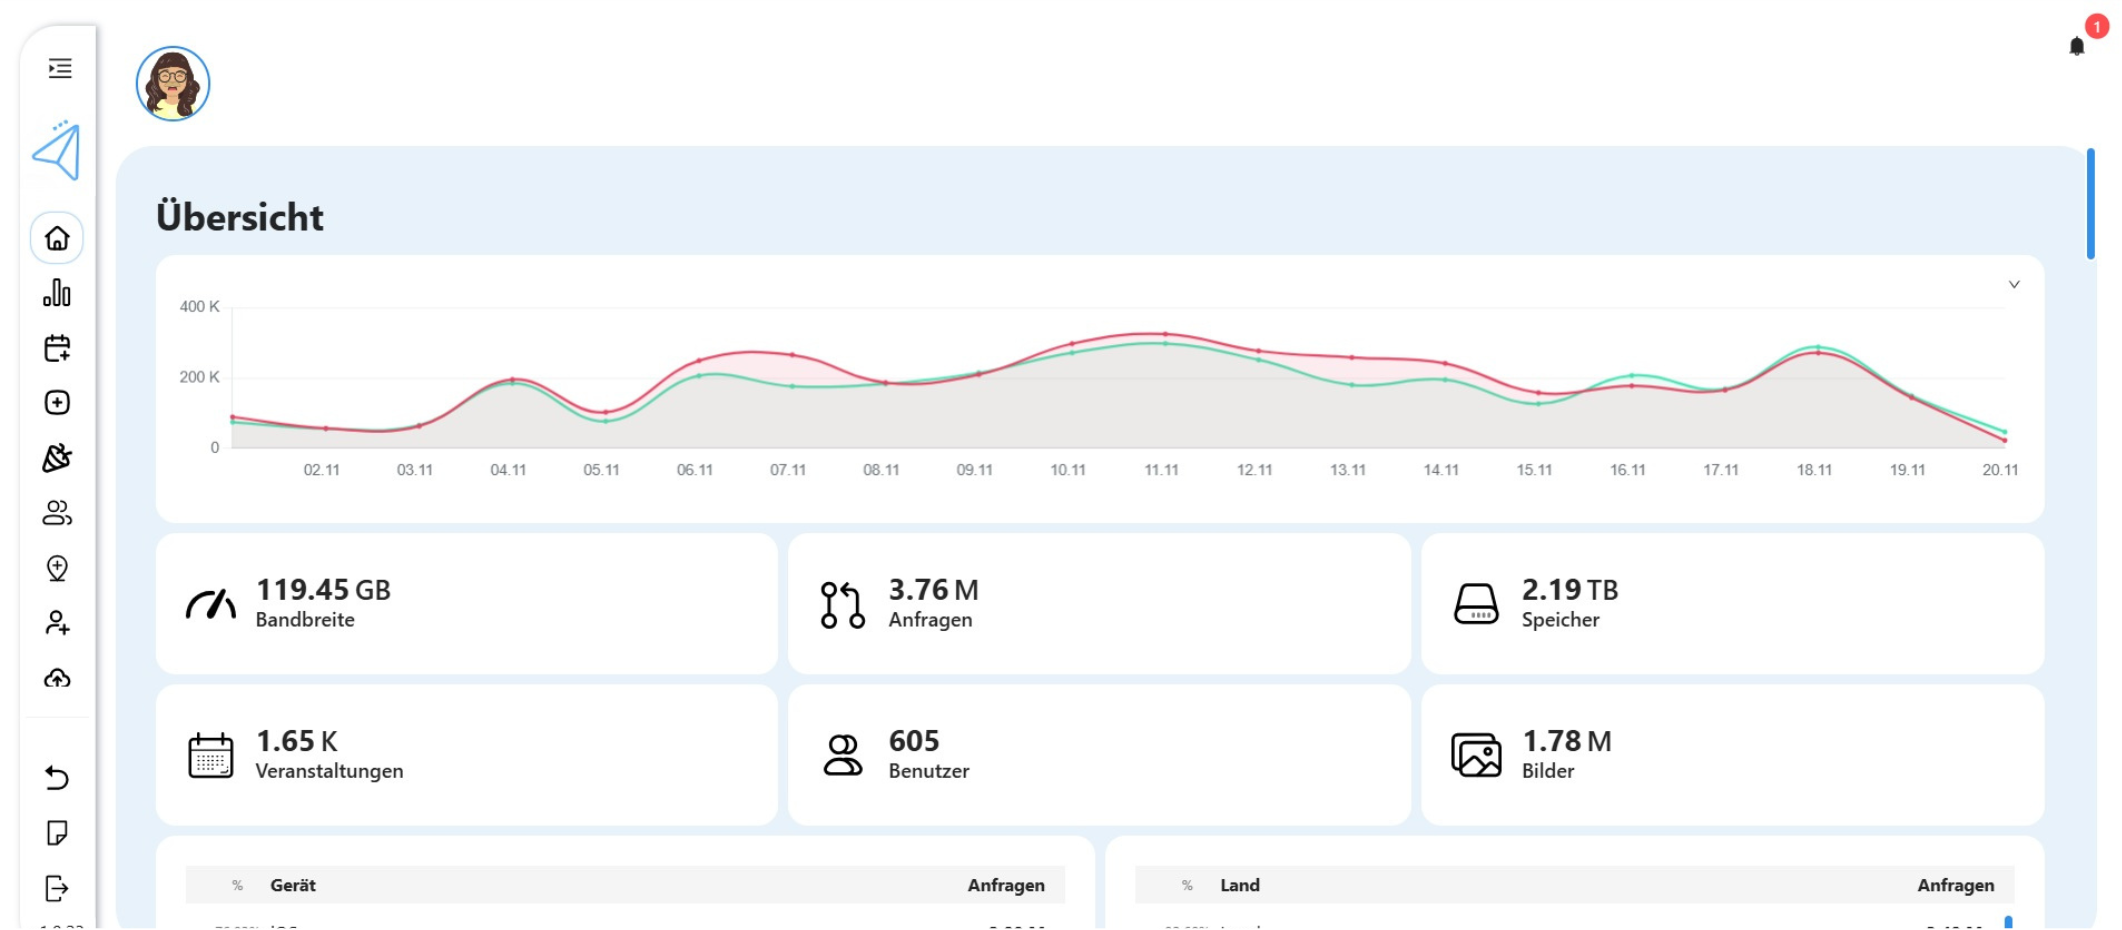 1
Übersicht
400 K
200 K
0
02.11 03.11 04.11 05.11 06.11 07.11 08.11 09.11 10.11 11.11 12.11 13.11 14.11 15.11 16.11 17.11 18.11 19.11 20.11
119.45 GB
Bandbreite
3.76 M
Anfragen
2.19 TB
Speicher
1.65 K
Veranstaltungen
605
Benutzer
1.78 M
Bilder
% Gerät Anfragen
% Land Anfragen